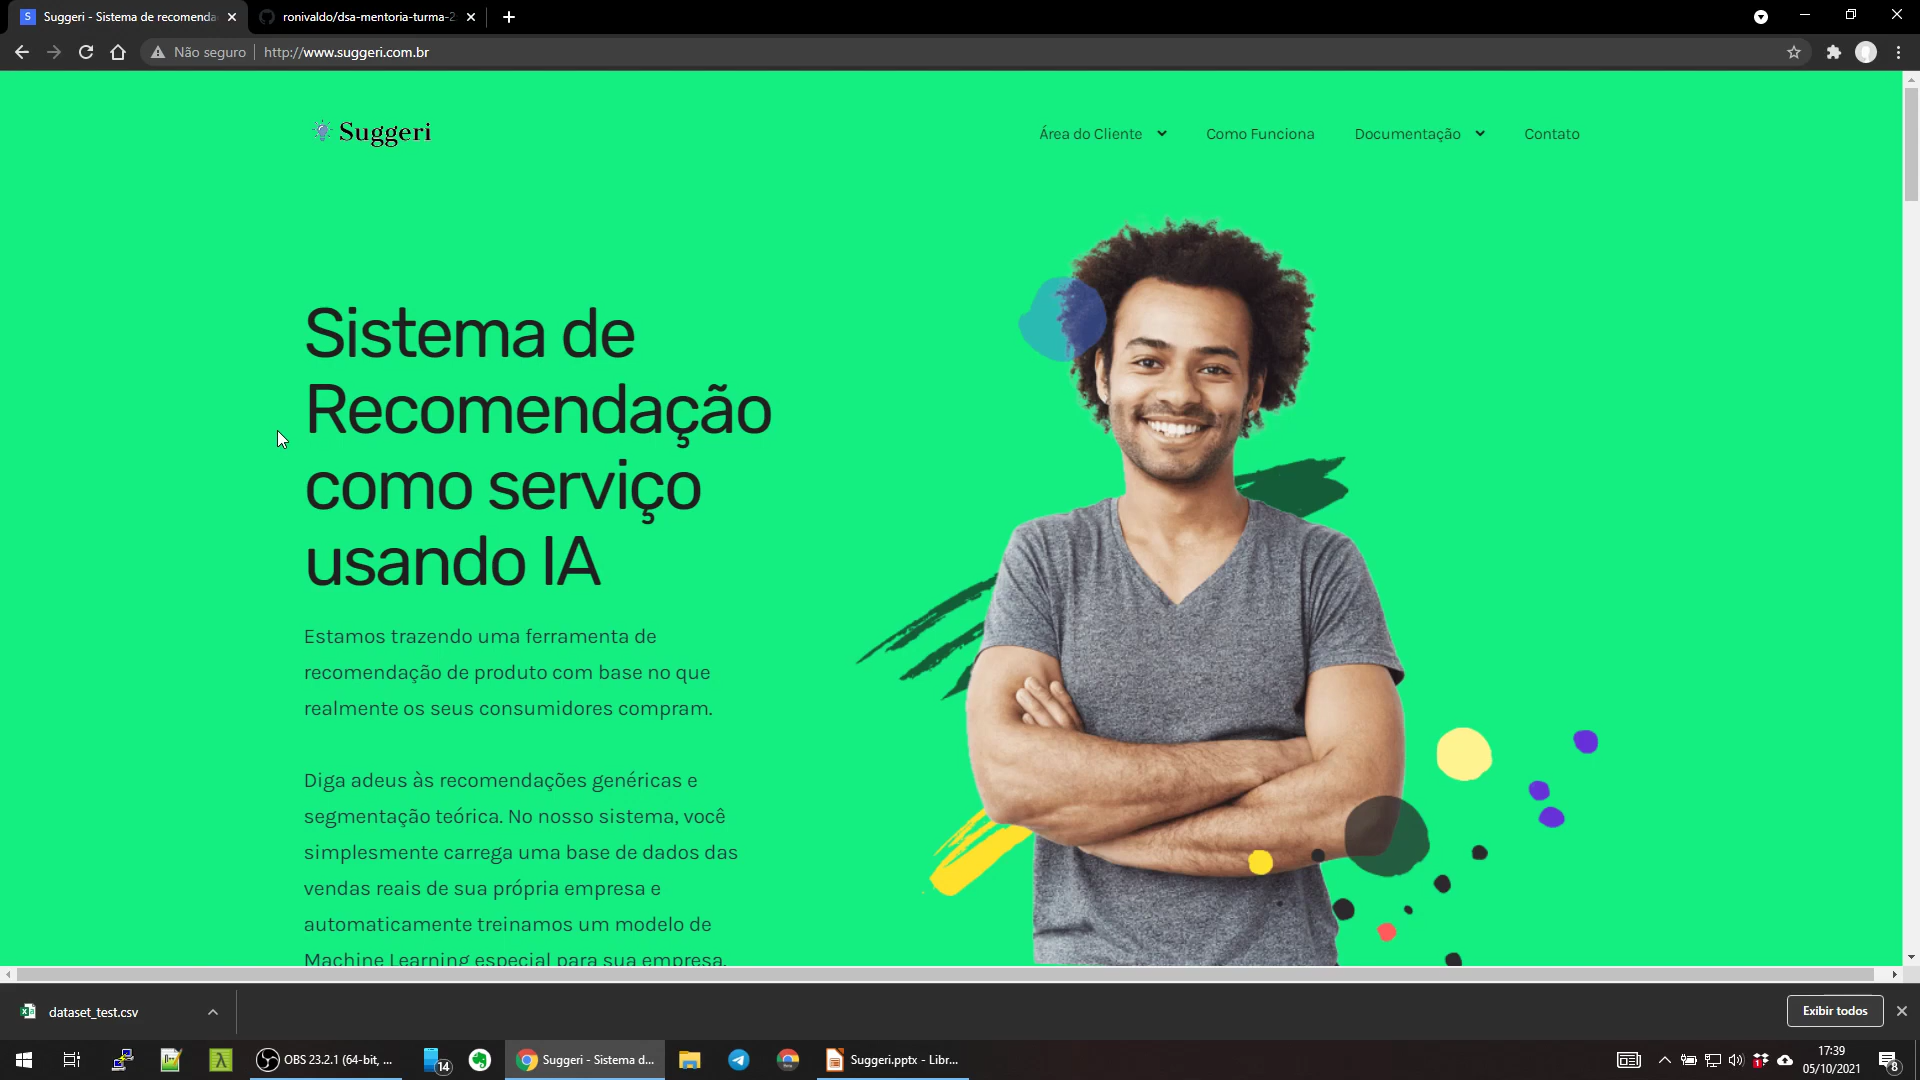 Suggeri - Sistema de recomenda
ronivaldo/dsa-mentoria-turma-2
Não seguro
http://www.suggeri.com.br
Suggeri
Área do Cliente
Como Funciona
Documentação
Contato
Sistema de
Recomendação
como serviço
usando IA
Estamos trazendo uma ferramenta de
recomendação de produto com base no que
realmente os seus consumidores compram.
Diga adeus às recomendações genéricas e
segmentação teórica. No nosso sistema, você
simplesmente carrega uma base de dados das
vendas reais de sua própria empresa e
automaticamente treinamos um modelo de
Machine Learning especial para sua empresa.
dataset_test.csv
Exibir todos
OBS 23.2.1 (64-bit, ...
14
Suggeri - Sistema d...
Suggeri.pptx - Libr...
17:39
05/10/2021
8